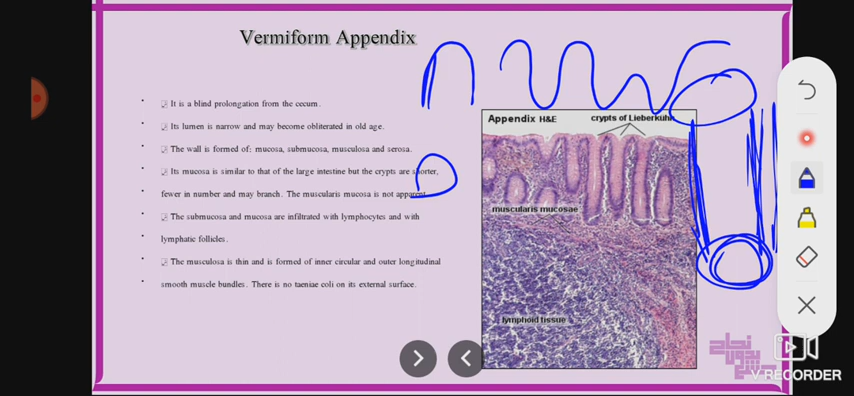 Vermiform Appendix
• It is a blind prolongation from the cecum.
• Its lumen is narrow and may become obliterated in old age.
• The wall is formed of: mucosa, submucosa, musculosa and serosa.
• Its mucosa is similar to that of the large intestine but the crypts are shorter,
• fewer in number and may branch. The muscularis mucosa is not apparent.
• The submucosa and mucosa are infiltrated with lymphocytes and with
• lymphatic follicles.
• The musculosa is thin and is formed of inner circular and outer longitudinal
• smooth muscle bundles. There is no taeniae coli on its external surface.
Appendix H&E
crypts of Lieberkuhn
muscularis mucosae
lymphoid tissue
V RECORDER